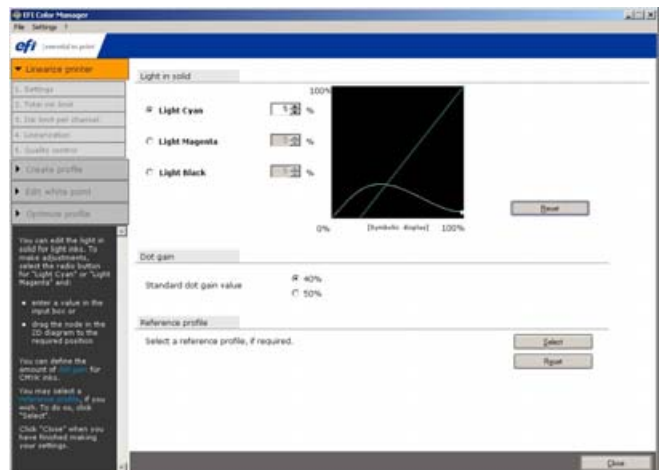 EFI Color Manager
File Settings ?
efi essential to print
Linearize printer
1. Settings
2. Total ink limit
3. Ink limit per channel
4. Linearization
5. Quality control
Create profile
Edit white point
Optimize profile
You can edit the light in
solid for light inks. To
make adjustments,
select the radio button
for "Light Cyan" or "Light
Magenta" and:
enter a value in the
input box or
drag the node in the
2D diagram to the
required position
You can define the
amount of dot gain for
CMYK inks.
You may select a
reference profile, if you
wish. To do so, click
"Select".
Click "Close" when you
have finished making
your settings.
Light in solid
100%
Light Cyan 5 %
Light Magenta %
Light Black %
0% [Symbolic display] 100%
Reset
Dot gain
Standard dot gain value
40%
50%
Reference profile
Select a reference profile, if required.
Select
Reset
Close